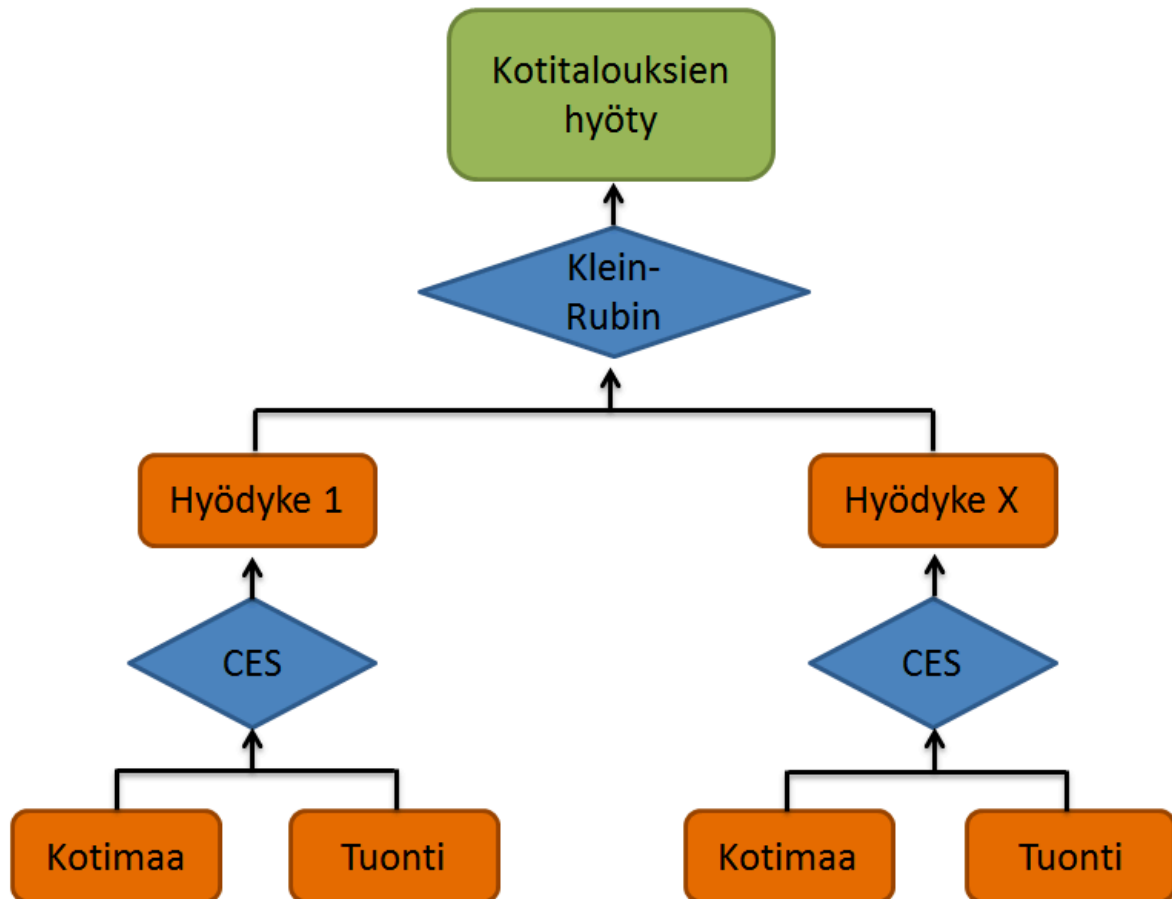 Kotitalouksien
hyöty
Klein-
Rubin
Hyödyke 1
Hyödyke X
CES
CES
Kotimaa
Tuonti
Kotimaa
Tuonti